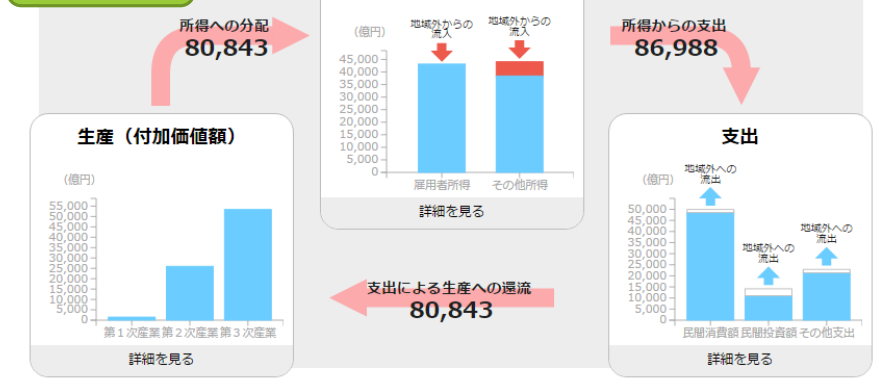 所得への分配
80,843
(億円)
地域外からの
流入
地域外からの
流入
45,000
40,000
35,000
30,000
25,000
20,000
15,000
10,000
5,000
0
雇用者所得
その他所得
詳細を見る
所得からの支出
86,988
生産（付加価値額）
(億円)
55,000
50,000
45,000
40,000
35,000
30,000
25,000
20,000
15,000
10,000
5,000
0
第１次産業
第２次産業
第３次産業
詳細を見る
支出による生産への還流
80,843
支出
(億円)
地域外への
流出
地域外への
流出
地域外への
流出
50,000
45,000
40,000
35,000
30,000
25,000
20,000
15,000
10,000
5,000
0
民間消費額
民間投資額
その他支出
詳細を見る